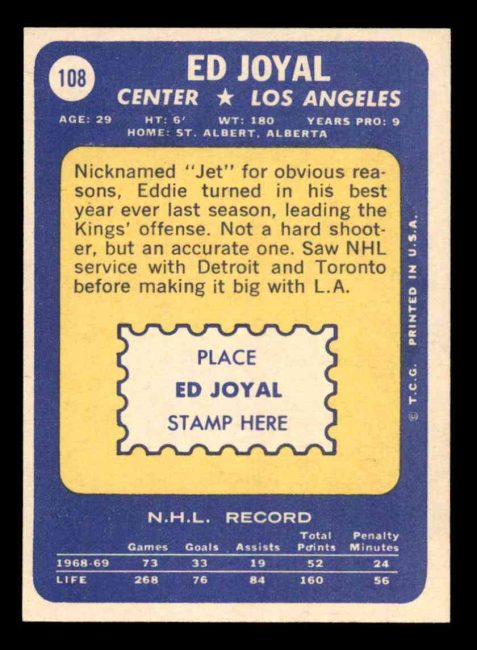 108
ED JOYAL
CENTER ★ LOS ANGELES
AGE: 29 HT: 6' WT: 180 YEARS PRO: 9
HOME: ST. ALBERT, ALBERTA
Nicknamed "Jet" for obvious rea-
sons, Eddie turned in his best
year ever last season, leading the
Kings' offense. Not a hard shoot-
er, but an accurate one. Saw NHL
service with Detroit and Toronto
before making it big with L.A.
PLACE
ED JOYAL
STAMP HERE
© T.C.G. PRINTED IN U.S.A.
N.H.L. RECORD
Games Goals Assists Total Points Penalty Minutes
1968-69 73 33 19 52 24
LIFE 268 76 84 160 56